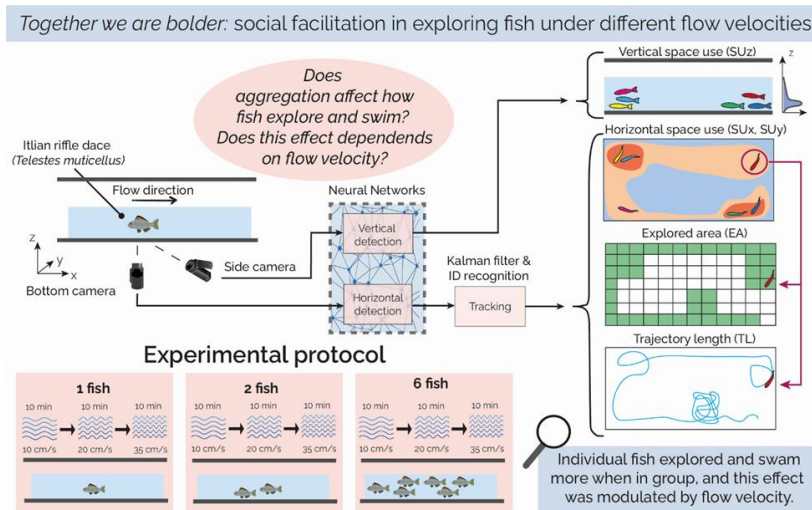 Together we are bolder: social facilitation in exploring fish under different flow velocities
Does
aggregation affect how
fish explore and swim?
Does this effect dependends
on flow velocity?
Itlian riffle dace
(Telestes muticellus)
Flow direction
z
y
x
Bottom camera
Side camera
Neural Networks
Vertical
detection
Horizontal
detection
Kalman filter &
ID recognition
Tracking
Vertical space use (SUz)
z
Horizontal space use (SUx, SUy)
Explored area (EA)
Trajectory length (TL)
Experimental protocol
1 fish
10 min
10 min
10 min
10 cm/s
20 cm/s
35 cm/s
2 fish
10 min
10 min
10 min
10 cm/s
20 cm/s
35 cm/s
6 fish
10 min
10 min
10 min
10 cm/s
20 cm/s
35 cm/s
Individual fish explored and swam
more when in group, and this effect
was modulated by flow velocity.